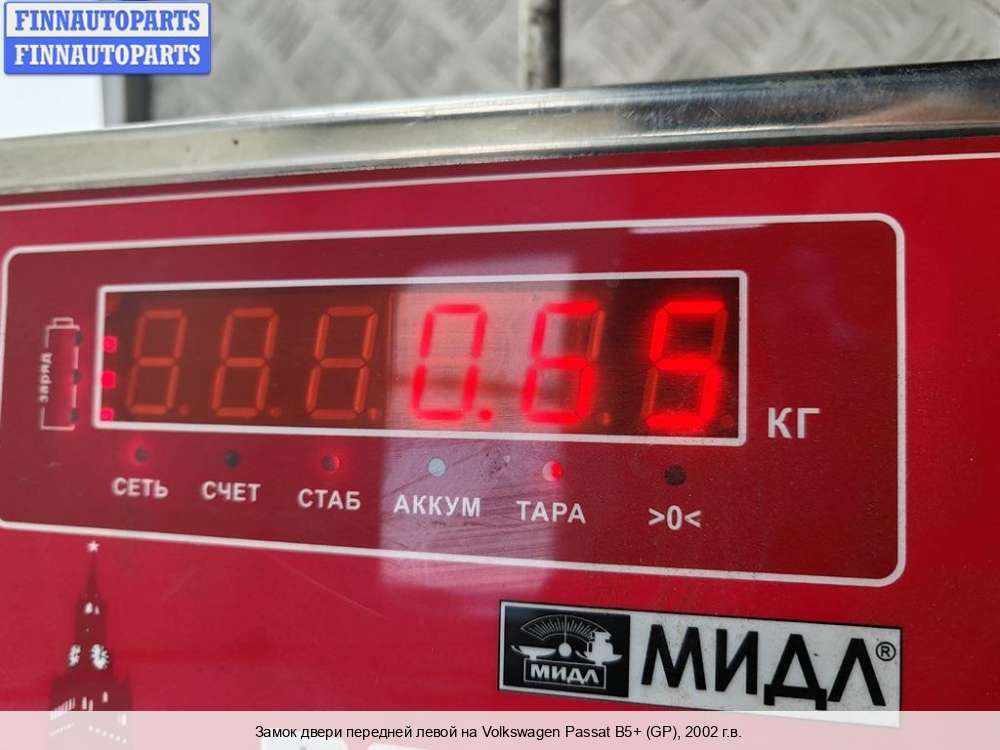 FINNAUTOPARTS
FINNAUTOPARTS
заряд
0.65
КГ
СЕТЬ СЧЕТ СТАБ АККУМ ТАРА >0<
МИДЛ
МИДЛ®
Замок двери передней левой на Volkswagen Passat B5+ (GP), 2002 г.в.